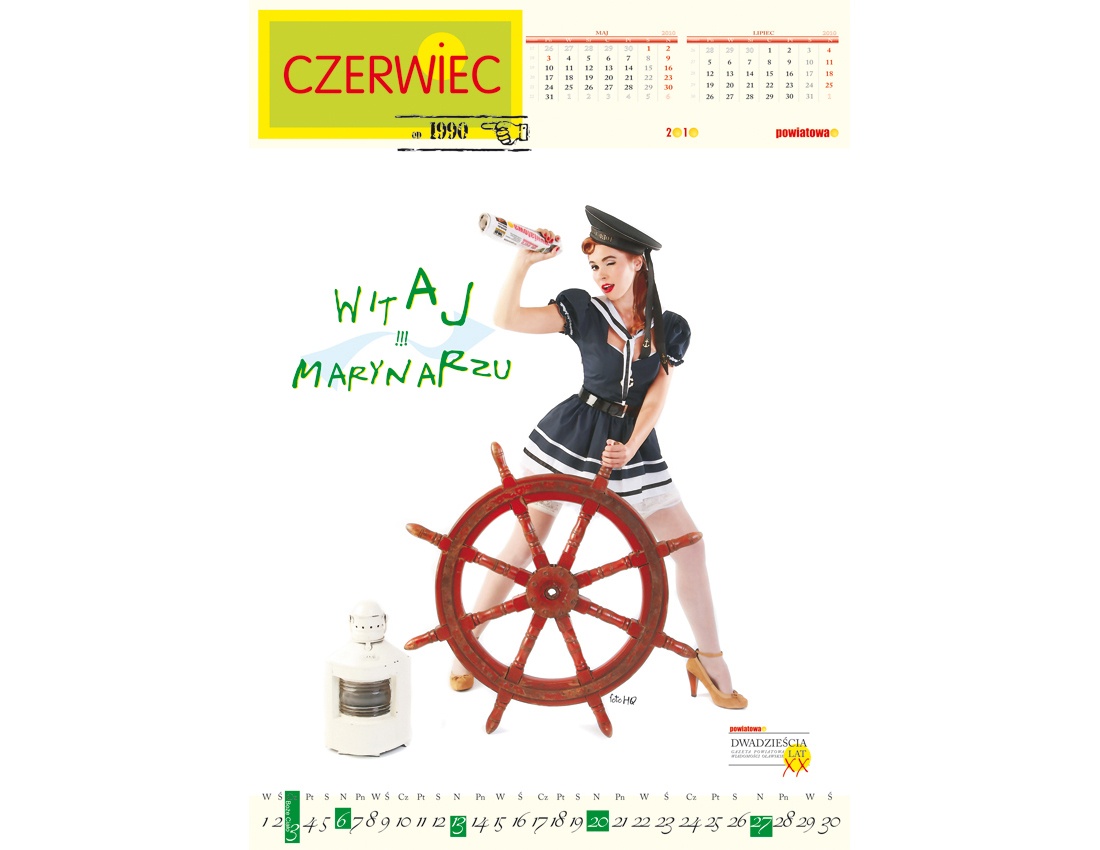 CZERWIEC
OD 1990
MAJ 2010
26 27 28 29 30 1 2
3 4 5 6 7 8 9
10 11 12 13 14 15 16
17 18 19 20 21 22 23
24 25 26 27 28 29 30
31 1 2 3 4 5 6
LIPIEC 2010
28 29 30 1 2 3 4
5 6 7 8 9 10 11
12 13 14 15 16 17 18
19 20 21 22 23 24 25
26 27 28 29 30 31 1
2010
powiatowa
WITAJ
!!!
MARYNARZU
foto HQ
powiatowa
DWADZIEŚCIA
GAZETA POWIATOWA
WIADOMOŚCI OŁAWSKIE
LAT
XX
W Ś Pt S N Pn W Ś Cz Pt S N Pn W Ś Cz Pt S N Pn W Ś Cz Pt S N Pn W Ś
Boże Ciało
1 2 3 4 5 6 7 8 9 10 11 12 13 14 15 16 17 18 19 20 21 22 23 24 25 26 27 28 29 30